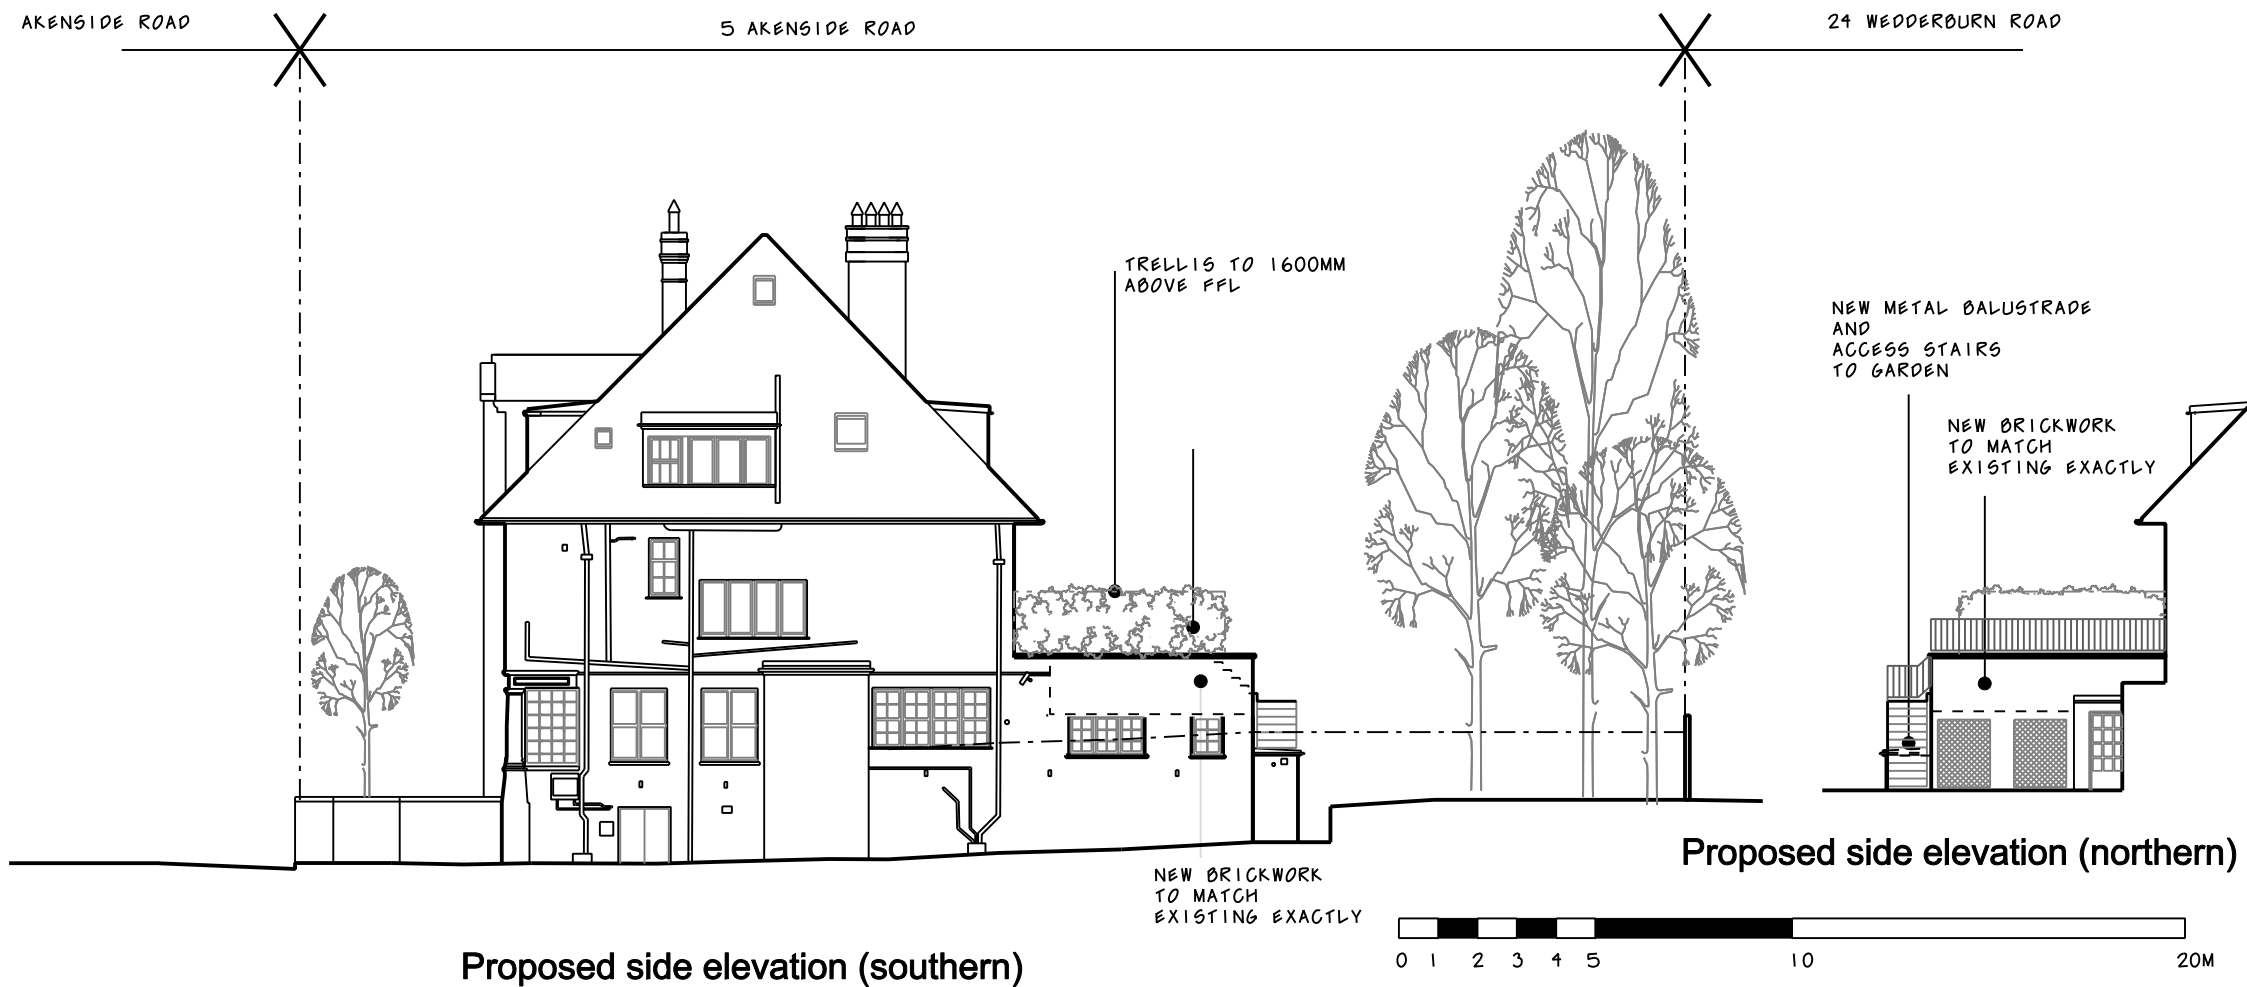 AKENSIDE ROAD
5 AKENSIDE ROAD
24 WEDDERBURN ROAD
TRELLIS TO 1600MM
ABOVE FFL
NEW METAL BALUSTRADE
AND
ACCESS STAIRS
TO GARDEN
NEW BRICKWORK
TO MATCH
EXISTING EXACTLY
NEW BRICKWORK
TO MATCH
EXISTING EXACTLY
Proposed side elevation (northern)
Proposed side elevation (southern)
0 1 2 3 4 5 10 20M